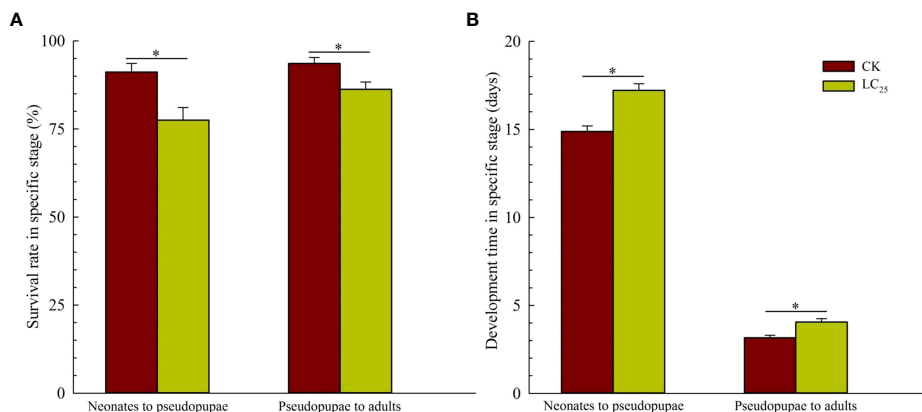 A
Survival rate in specific stage (%)
100
75
50
25
0
*
*
Neonates to pseudopupae
Pseudopupae to adults
B
Development time in specific stage (days)
20
15
10
5
0
*
*
CK
LC25
Neonates to pseudopupae
Pseudopupae to adults